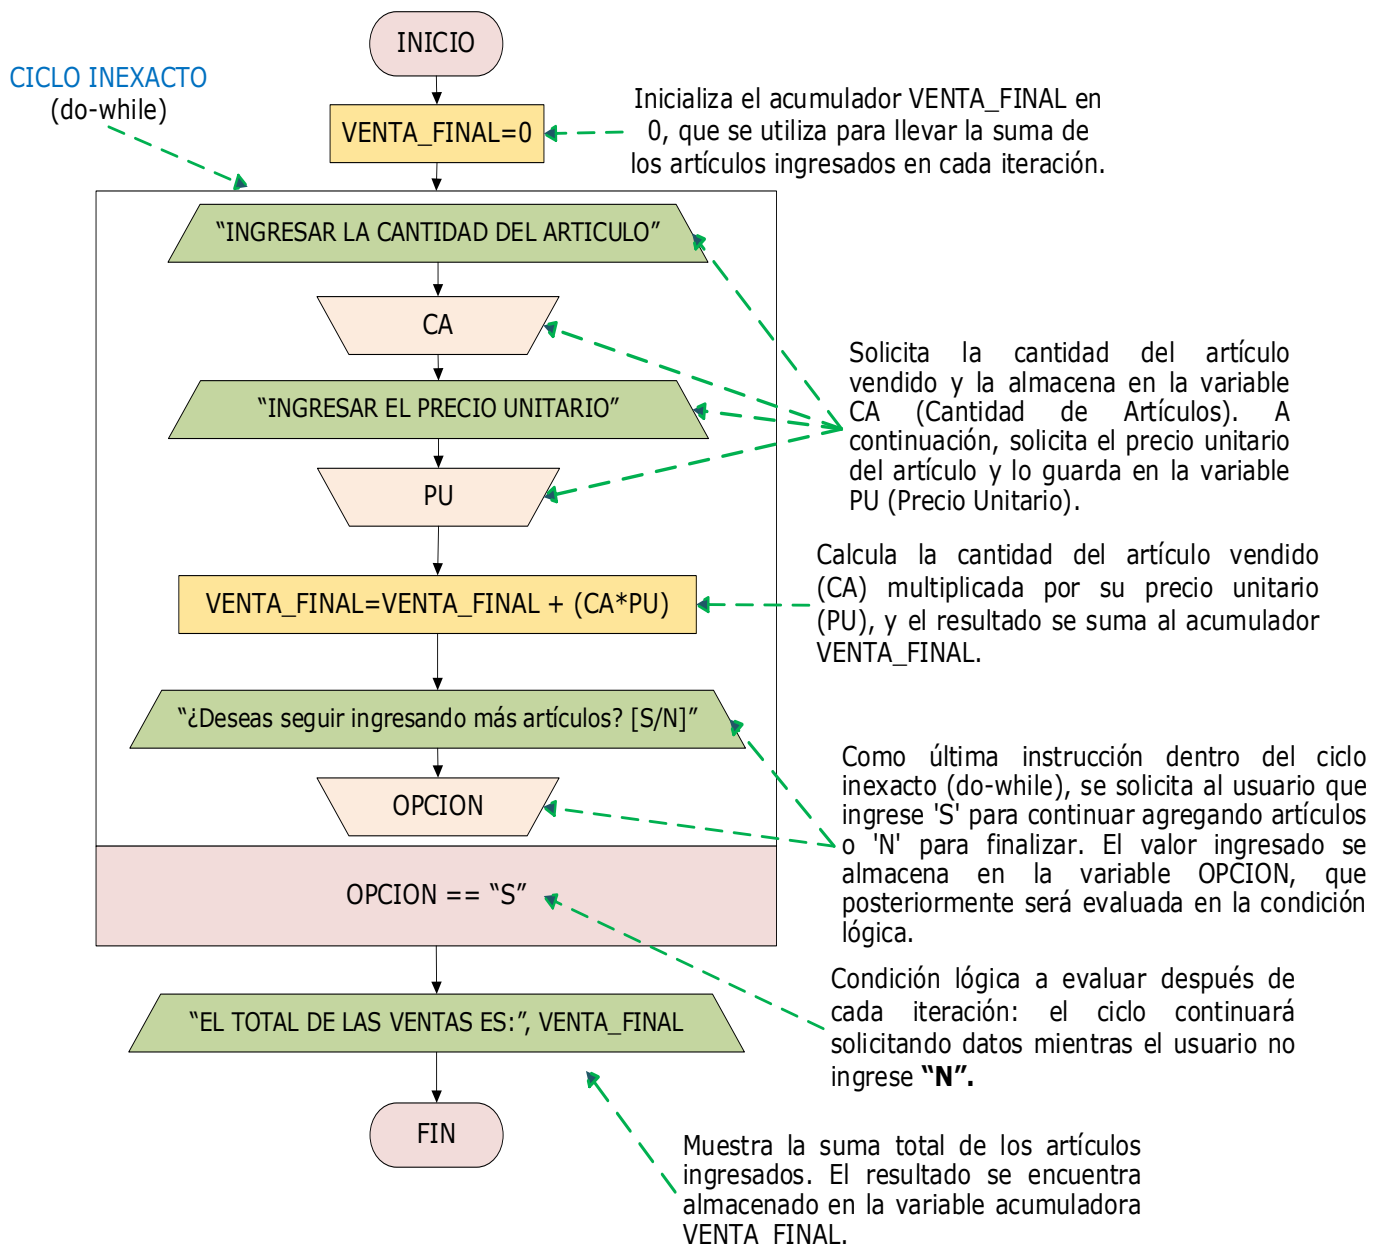 INICIO
CICLO INEXACTO
(do-while)
VENTA_FINAL=0
Inicializa el acumulador VENTA_FINAL en
0, que se utiliza para llevar la suma de
los artículos ingresados en cada iteración.
“INGRESAR LA CANTIDAD DEL ARTICULO”
CA
“INGRESAR EL PRECIO UNITARIO”
PU
Solicita la cantidad del artículo
vendido y la almacena en la variable
CA (Cantidad de Artículos). A
continuación, solicita el precio unitario
del artículo y lo guarda en la variable
PU (Precio Unitario).
VENTA_FINAL=VENTA_FINAL + (CA*PU)
Calcula la cantidad del artículo vendido
(CA) multiplicada por su precio unitario
(PU), y el resultado se suma al acumulador
VENTA_FINAL.
“¿Deseas seguir ingresando más artículos? [S/N]”
OPCION
Como última instrucción dentro del ciclo
inexacto (do-while), se solicita al usuario que
ingrese 'S' para continuar agregando artículos
o 'N' para finalizar. El valor ingresado se
almacena en la variable OPCION, que
posteriormente será evaluada en la condición
lógica.
OPCION == “S”
Condición lógica a evaluar después de
cada iteración: el ciclo continuará
solicitando datos mientras el usuario no
ingrese “N”.
“EL TOTAL DE LAS VENTAS ES:”, VENTA_FINAL
FIN
Muestra la suma total de los artículos
ingresados. El resultado se encuentra
almacenado en la variable acumuladora
VENTA_FINAL.